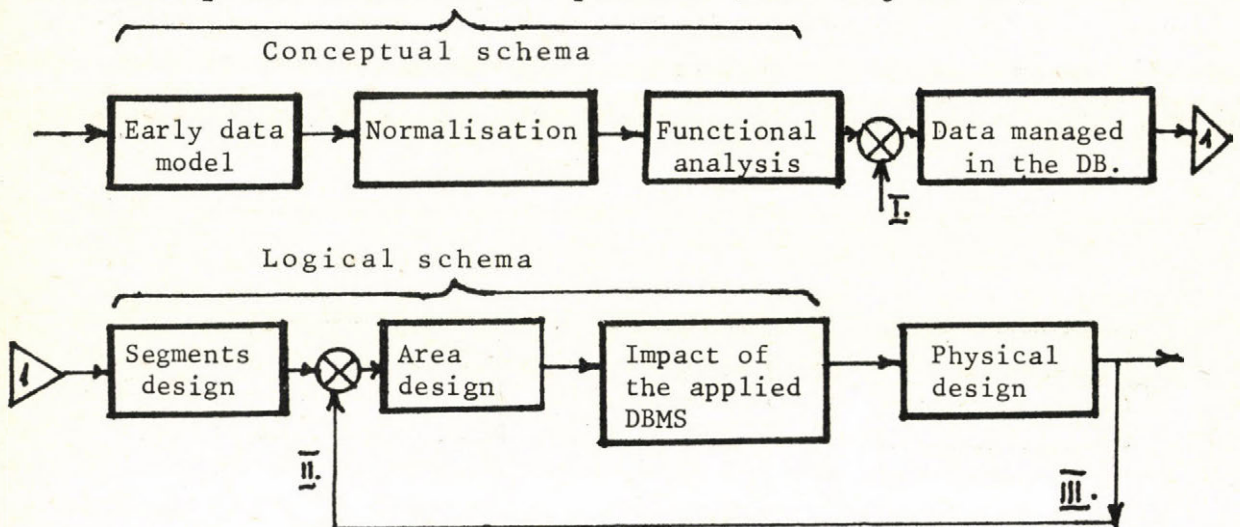 Conceptual schema
Early data
model
Normalisation
Functional
analysis
Data managed
in the DB.
1
I.
Logical schema
1
Segments
design
Area
design
Impact of
the applied
DBMS
Physical
design
II.
III.